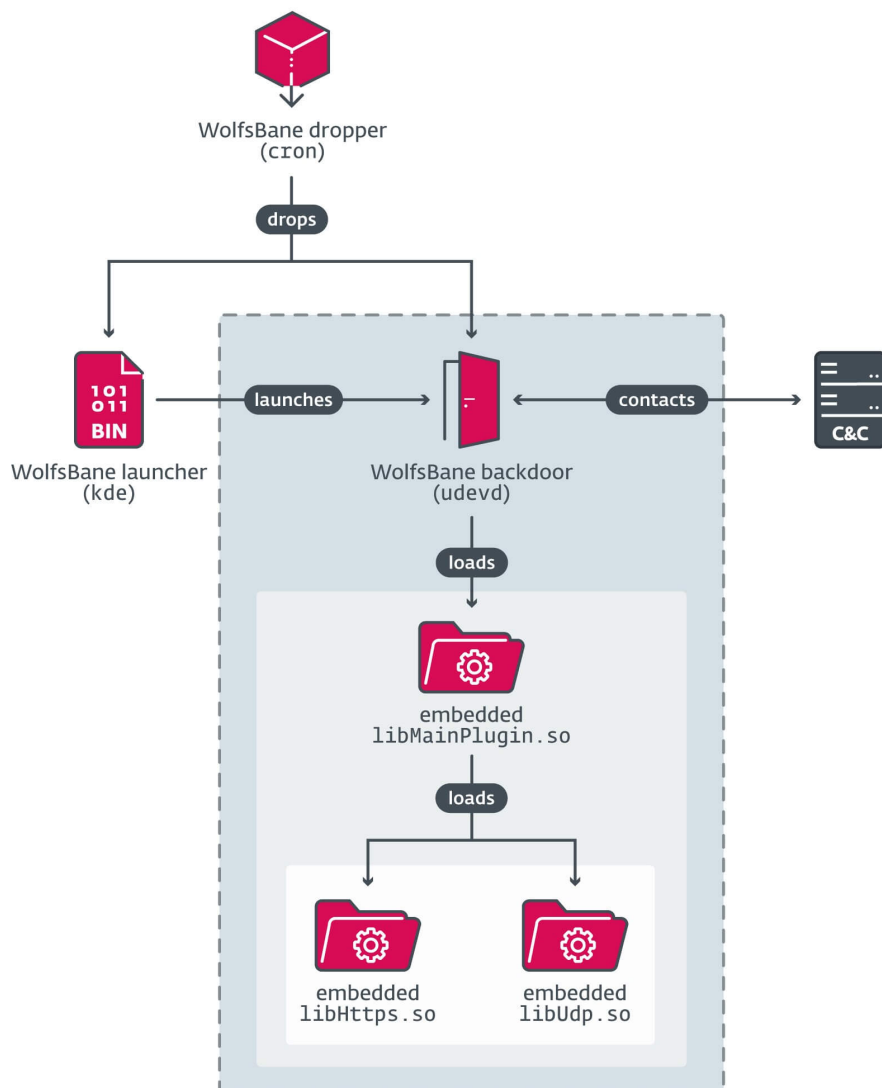 WolfsBane dropper
(cron)
drops
101
011
BIN
WolfsBane launcher
(kde)
launches
WolfsBane backdoor
(udevd)
contacts
C&C
loads
embedded
libMainPlugin.so
loads
embedded
libHttps.so
embedded
libUdp.so